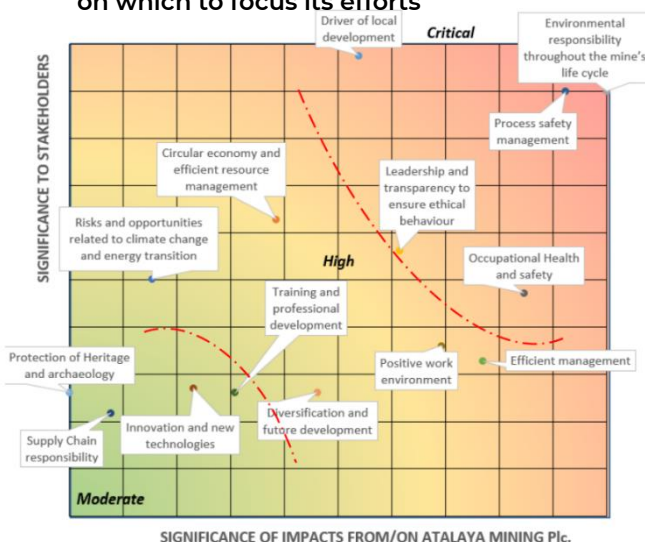 on which to focus its efforts
Driver of local
development
Critical
Environmental
responsibility
throughout the mine's
life cycle
Process safety
management
Circular economy and
efficient resource
management
Leadership and
transparency to
ensure ethical
behaviour
SIGNIFICANCE TO STAKEHOLDERS
Risks and opportunities
related to climate change
and energy transition
High
Occupational Health
and safety
Training and
professional
development
Protection of Heritage
and archaeology
Positive work
environment
Efficient management
Supply Chain
responsibility
Innovation and new
technologies
Diversification and
future development
Moderate
SIGNIFICANCE OF IMPACTS FROM/ON ATALAYA MINING Plc.